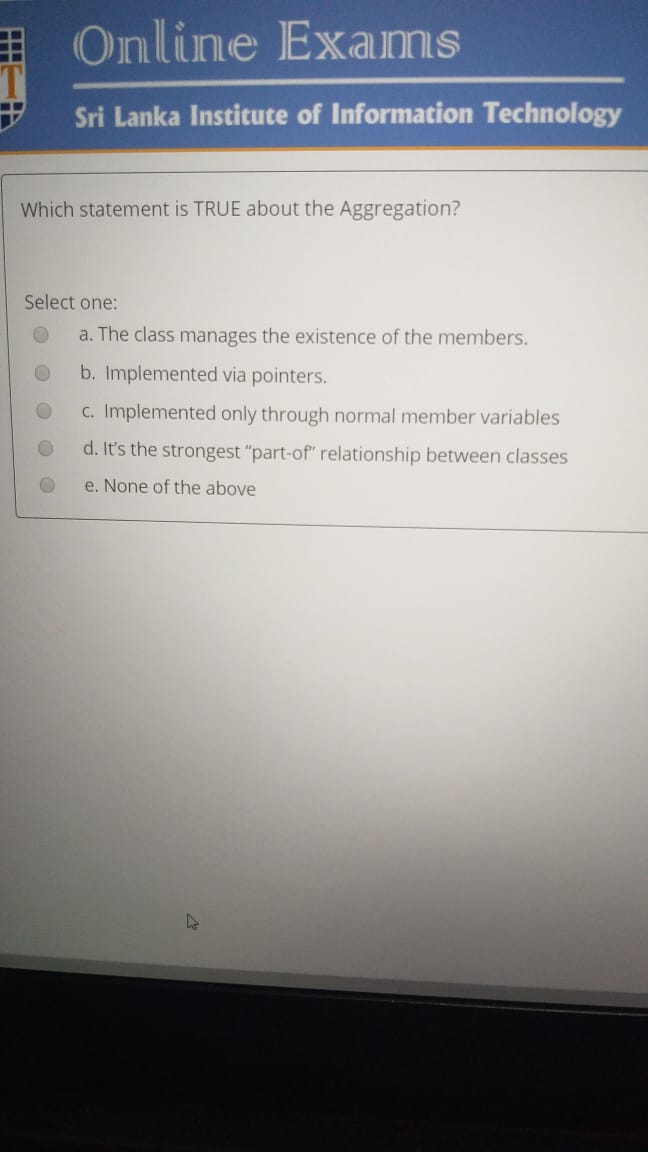 T
Online Exams
Sri Lanka Institute of Information Technology
Which statement is TRUE about the Aggregation?
Select one:
a. The class manages the existence of the members.
b. Implemented via pointers.
c. Implemented only through normal member variables
d. It's the strongest “part-of” relationship between classes
e. None of the above